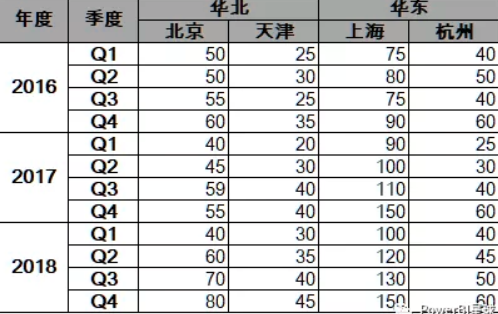 年度 季度 华北 华东
北京 天津 上海 杭州
2016 Q1 50 25 75 40
Q2 50 30 80 50
Q3 55 25 75 40
Q4 60 35 90 60
2017 Q1 40 20 90 25
Q2 45 30 100 30
Q3 59 40 110 40
Q4 55 40 150 60
2018 Q1 40 30 100 40
Q2 60 35 120 45
Q3 70 40 130 50
Q4 80 45 150 60
PowerBI星球